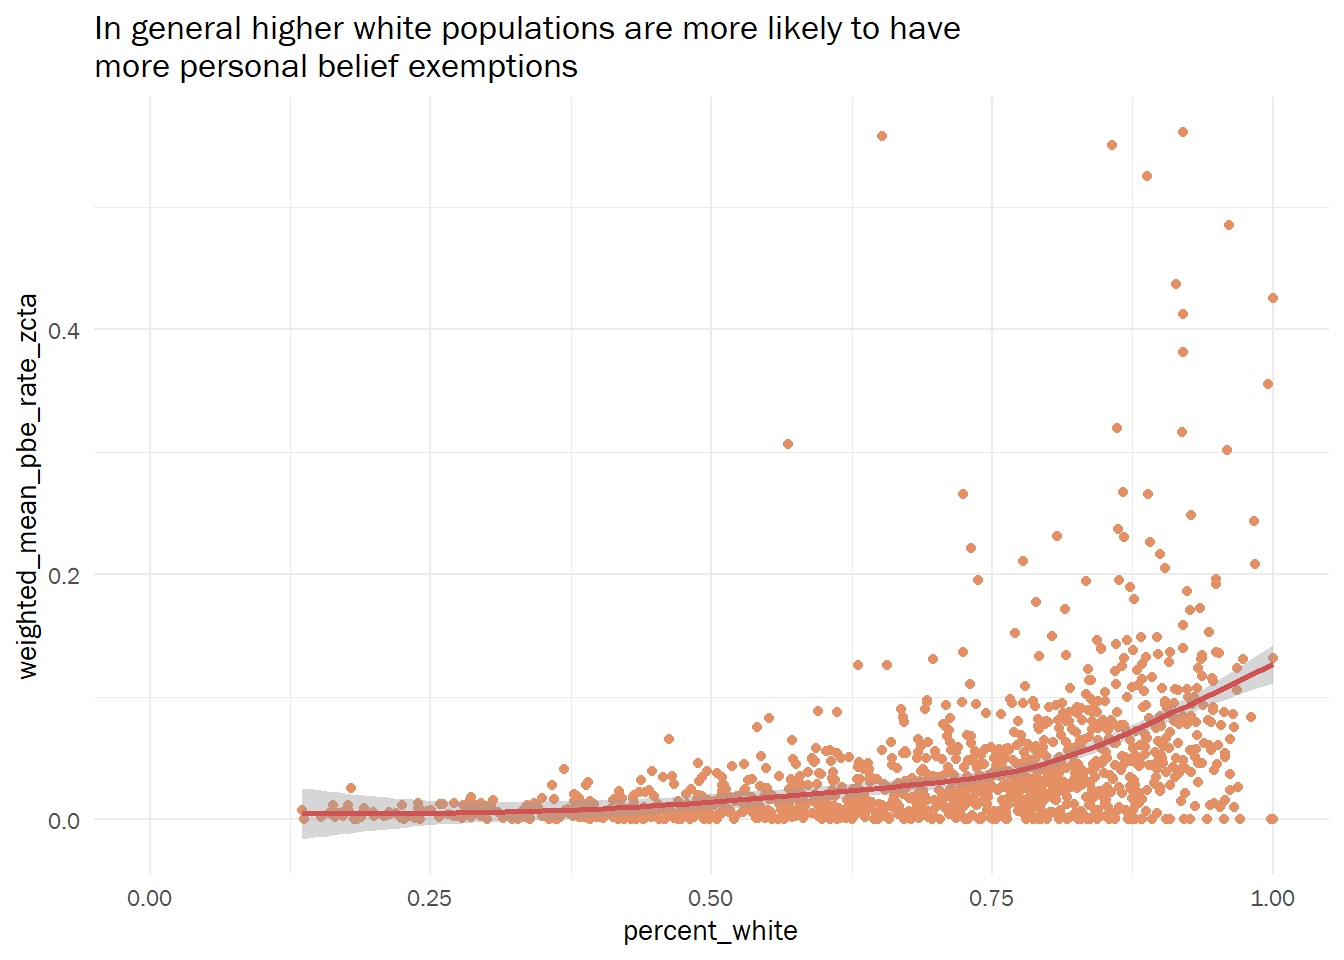 In general higher white populations are more likely to have
more personal belief exemptions
weighted_mean_pbe_rate_zcta
0.4
0.2
0.0
0.00
0.25
0.50
0.75
1.00
percent_white